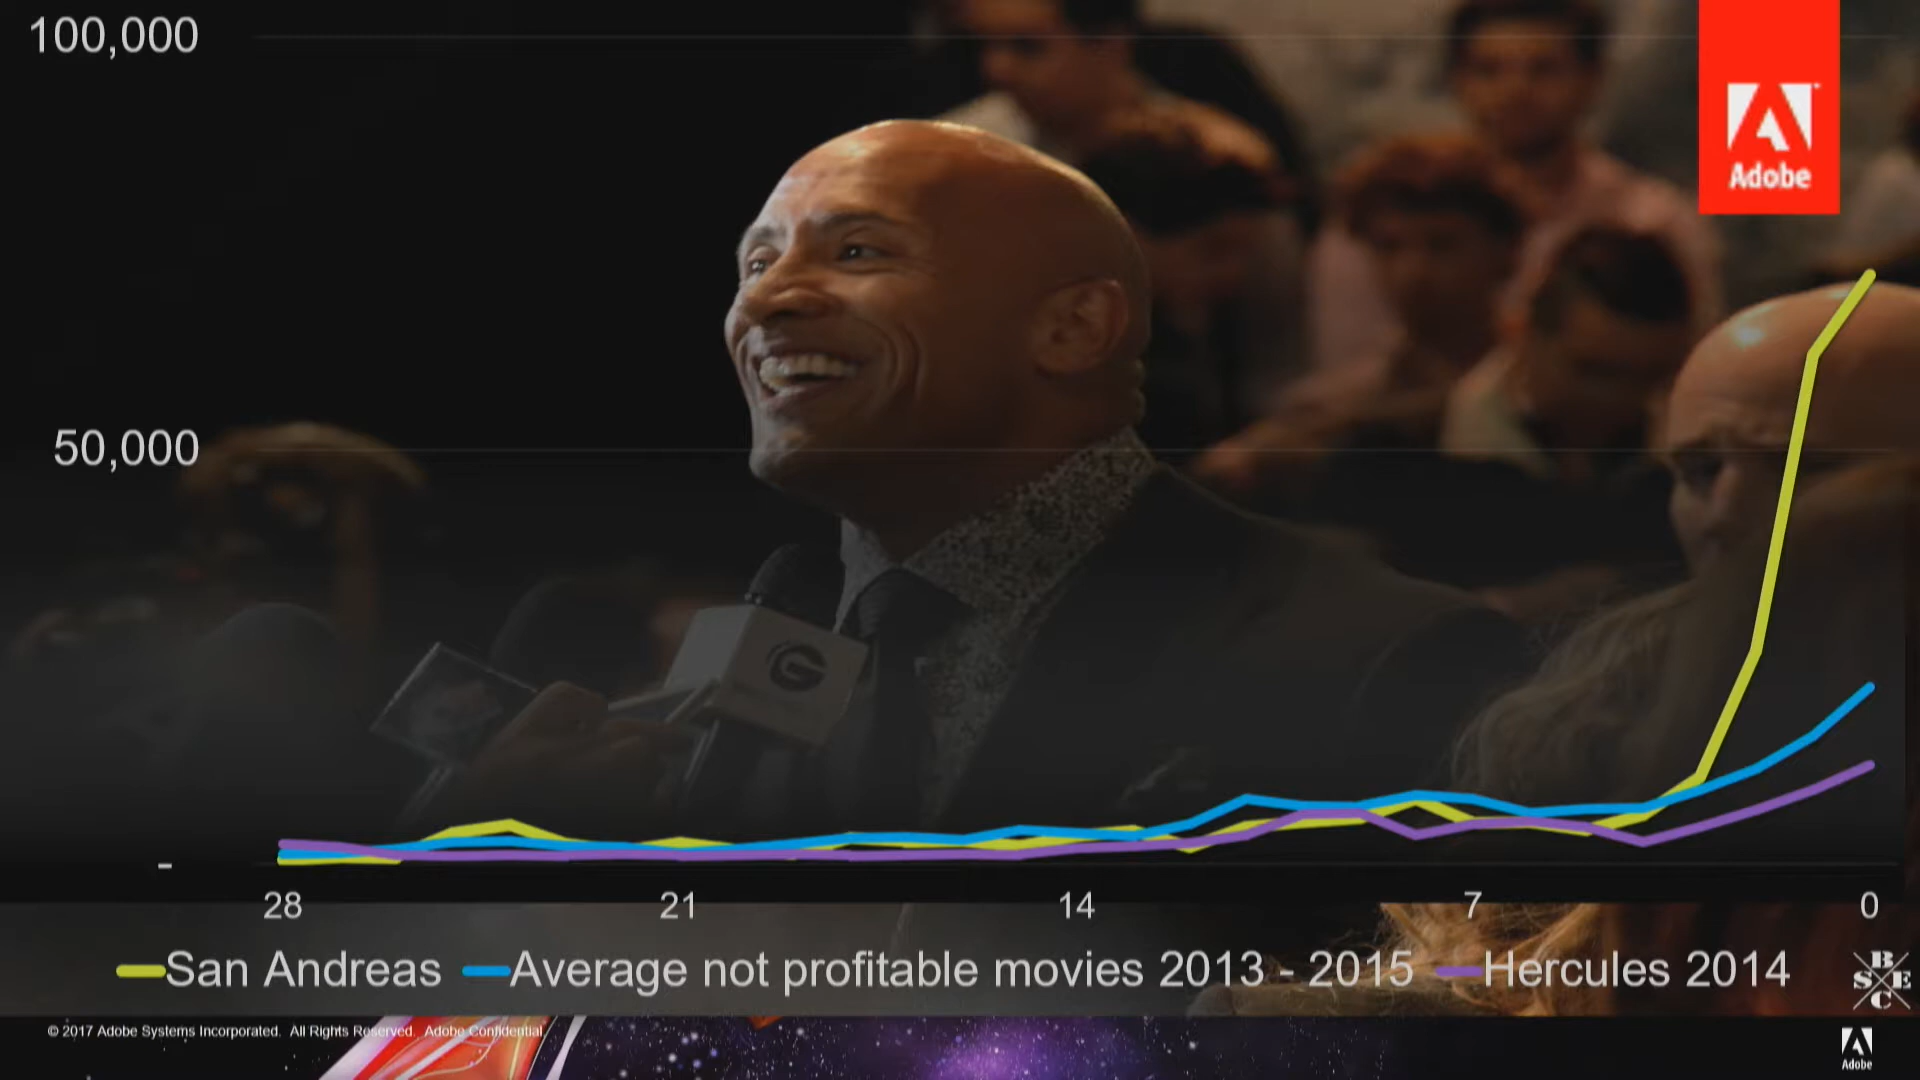 100,000
Adobe
50,000
-
28 21 14 7 0
San Andreas Average not profitable movies 2013 - 2015 Hercules 2014
B
S E
C
© 2017 Adobe Systems Incorporated. All Rights Reserved. Adobe Confidential.
Adobe